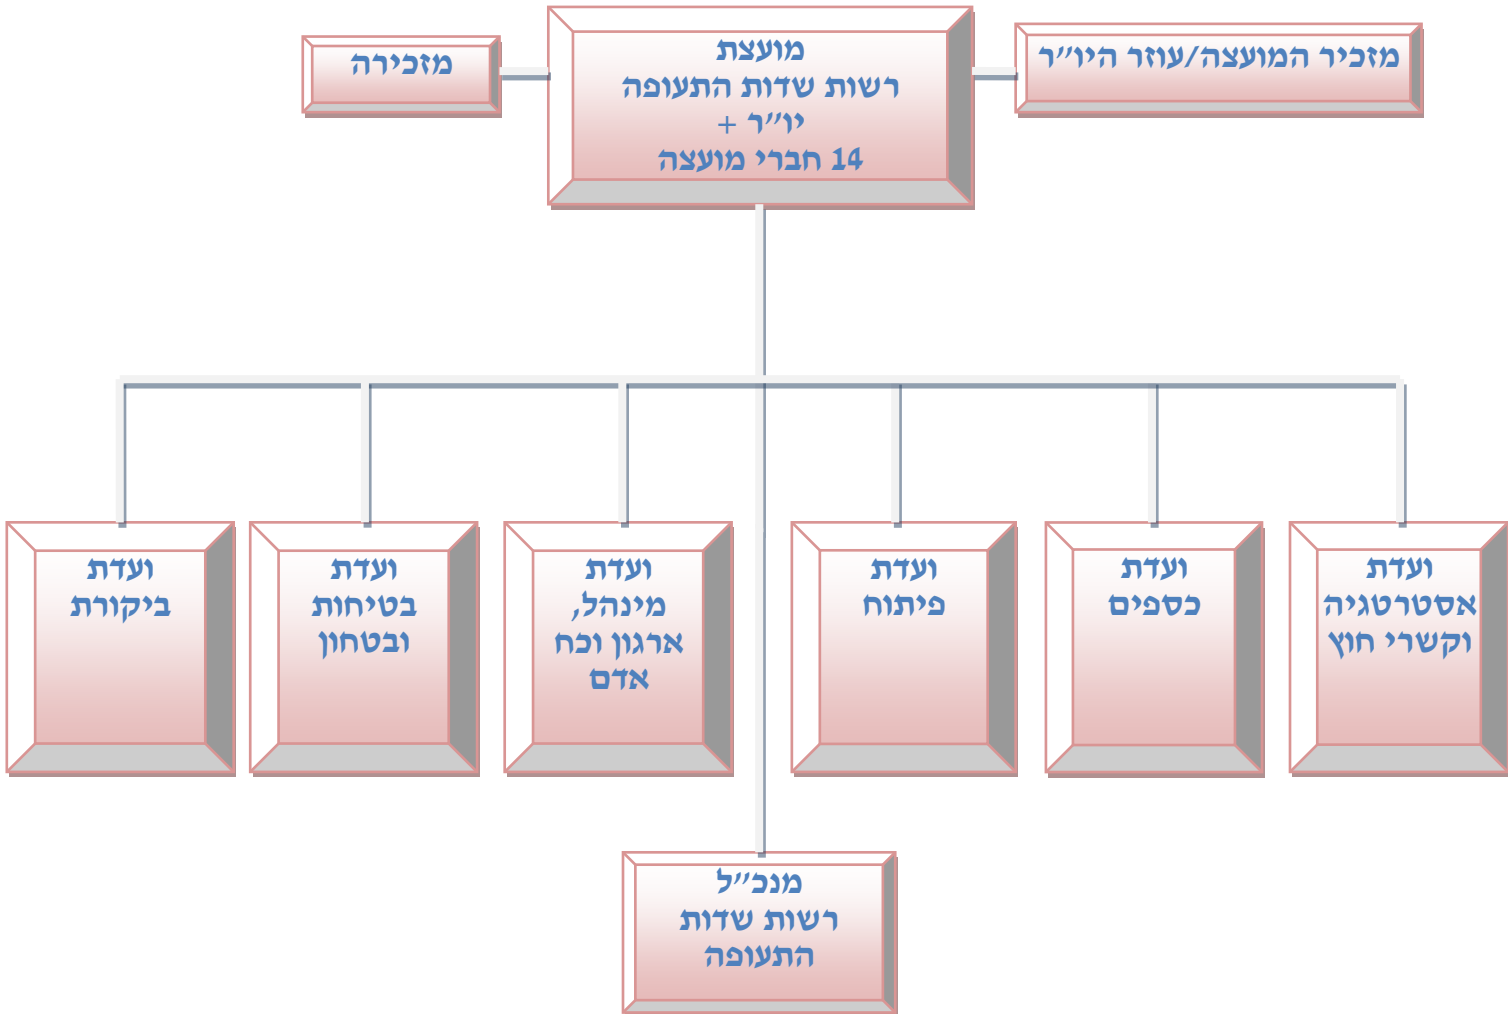 מועצת
רשות שדות התעופה
יו״ר +
14 חברי מועצה
מזכיר המועצה/עוזר היו״ר
מזכירה
ועדת
אסטרטגיה
וקשרי חוץ
ועדת
כספים
ועדת
פיתוח
ועדת
מינהל,
ארגון וכח
אדם
ועדת
בטיחות
ובטחון
ועדת
ביקורת
מנכ״ל
רשות שדות
התעופה